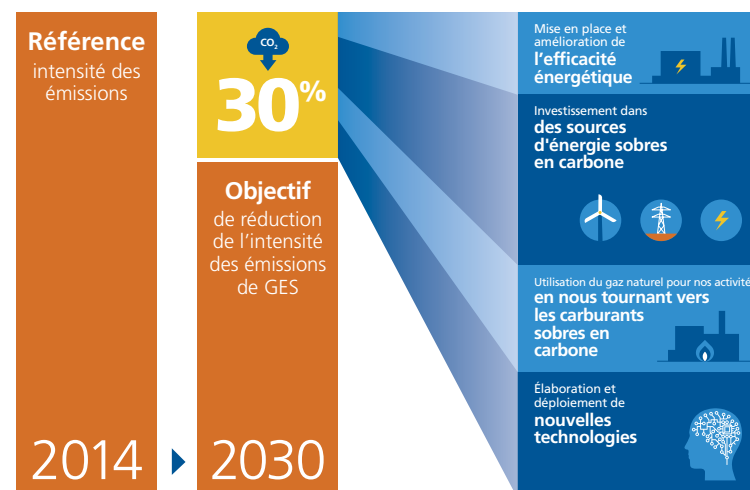 Référence
intensité des
émissions
2014
CO₂
30%
Objectif
de réduction
de l'intensité
des émissions
de GES
2030
Mise en place et
amélioration de
l'efficacité
énergétique
Investissement dans
des sources
d'énergie sobres
en carbone
Utilisation du gaz naturel pour nos activité
en nous tournant vers
les carburants
sobres en
carbone
Élaboration et
déploiement de
nouvelles
technologies